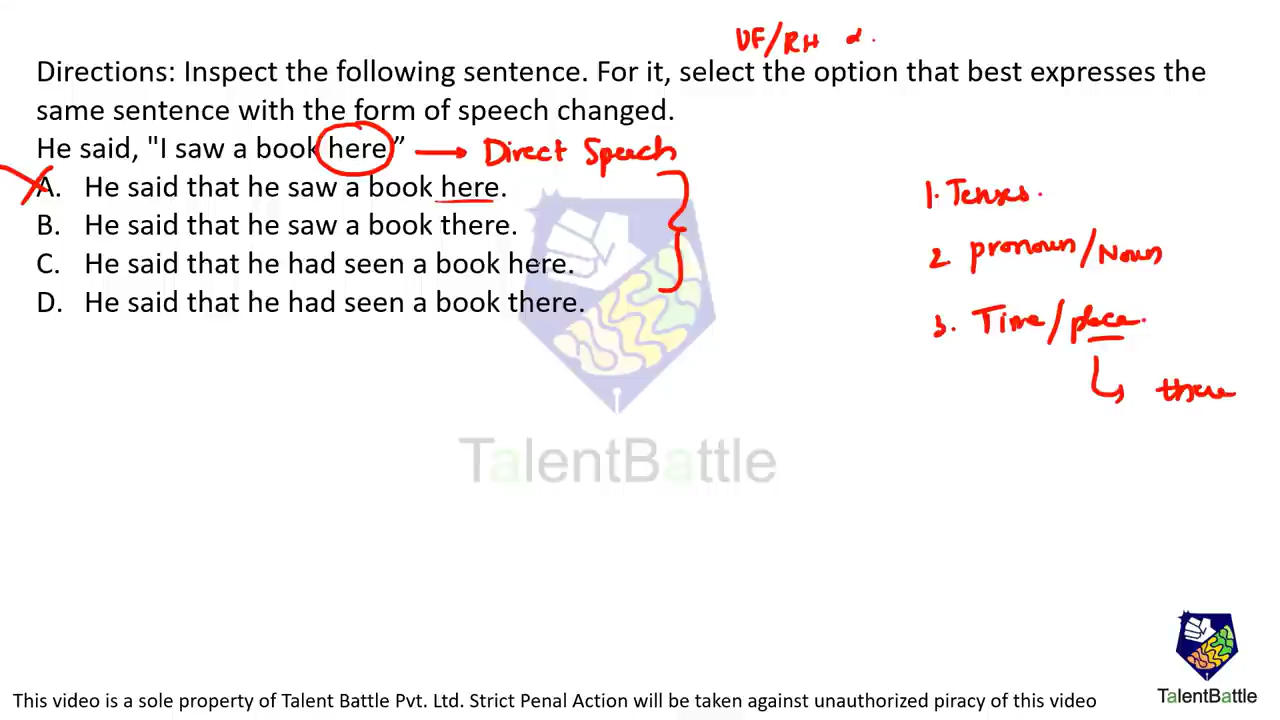 VF/RH
Directions: Inspect the following sentence. For it, select the option that best expresses the
same sentence with the form of speech changed.
He said, "I saw a book here” → Direct Speech
A. He said that he saw a book here.
B. He said that he saw a book there.
C. He said that he had seen a book here.
D. He said that he had seen a book there.
1. Tenses.
2. pronoun/Noun
3. Time/place.
there
TalentBattle
TalentBattle
This video is a sole property of Talent Battle Pvt. Ltd. Strict Penal Action will be taken against unauthorized piracy of this video